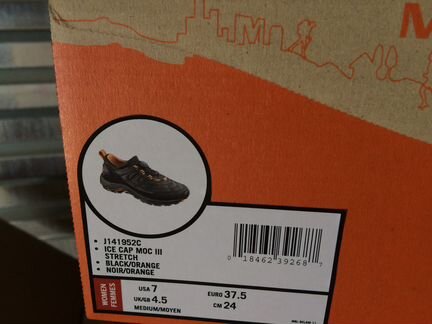 M
J141952C
ICE CAP MOC III
STRETCH
BLACK/ORANGE
NOIR/ORANGE
0 18462 39268
WOMEN
FEMMES
USA 7
EURO 37.5
UK/GB 4.5
CM 24
MEDIUM/MOYEN